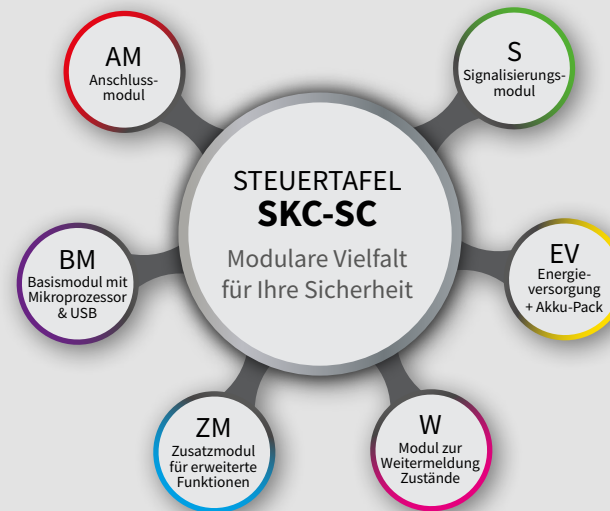 AM
Anschluss-
modul
S
Signalisierungs-
modul
STEUERTAFEL
SKC-SC
Modulare Vielfalt
für Ihre Sicherheit
BM
Basismodul mit
Mikroprozessor
& USB
EV
Energie-
versorgung
+ Akku-Pack
ZM
Zusatzmodul
für erweiterte
Funktionen
W
Modul zur
Weitermeldung
Zustände